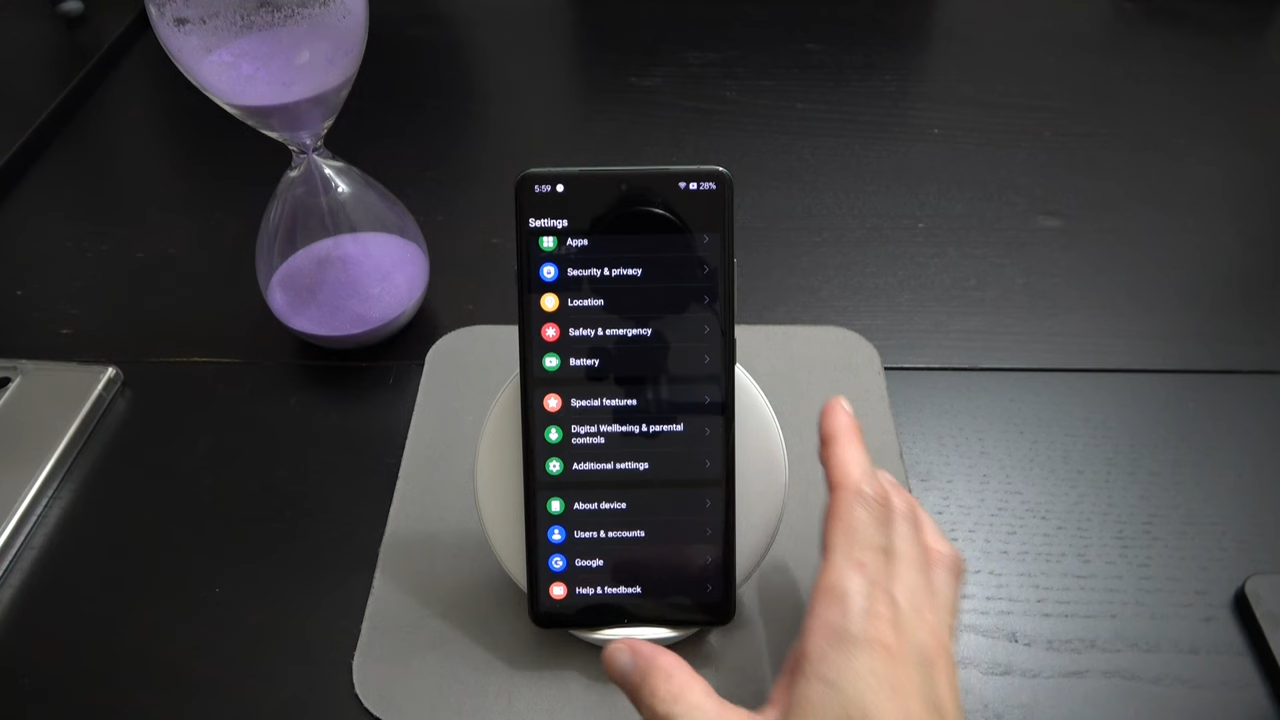 5:59
28%
Settings
Apps
Security & privacy
Location
Safety & emergency
Battery
Special features
Digital Wellbeing & parental
controls
Additional settings
About device
Users & accounts
Google
Help & feedback